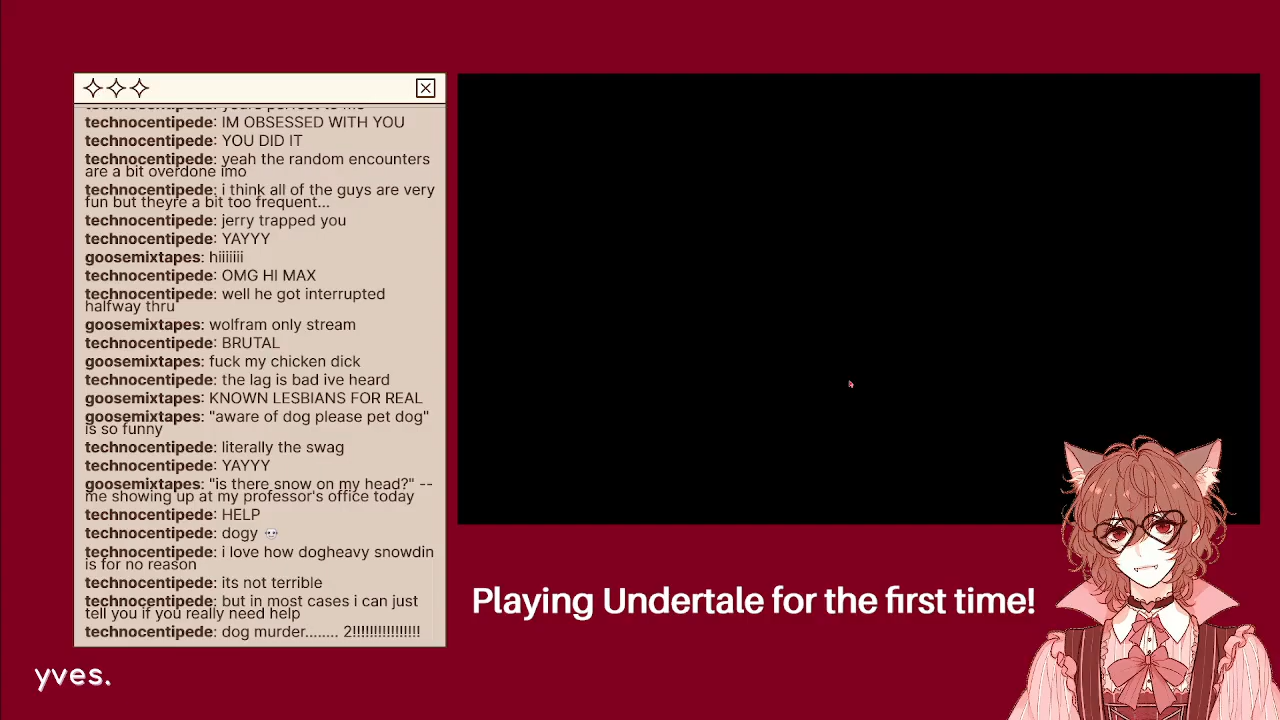 technocentipede: IM OBSESSED WITH YOU
technocentipede: YOU DID IT
technocentipede: yeah the random encounters
are a bit overdone imo
technocentipede: i think all of the guys are very
fun but theyre a bit too frequent...
technocentipede: jerry trapped you
technocentipede: YAYYY
goosemixtapes: hiiiiiii
technocentipede: OMG HI MAX
technocentipede: well he got interrupted
halfway thru
goosemixtapes: wolfram only stream
technocentipede: BRUTAL
goosemixtapes: fuck my chicken dick
technocentipede: the lag is bad ive heard
goosemixtapes: KNOWN LESBIANS FOR REAL
goosemixtapes: "aware of dog please pet dog"
is so funny
technocentipede: literally the swag
technocentipede: YAYYY
goosemixtapes: "is there snow on my head?" --
me showing up at my professor's office today
technocentipede: HELP
technocentipede: dogy
technocentipede: i love how dogheavy snowdin
is for no reason
technocentipede: its not terrible
technocentipede: but in most cases i can just
tell you if you really need help
technocentipede: dog murder........ 2!!!!!!!!!!!!!!!!
Playing Undertale for the first time!
yves.